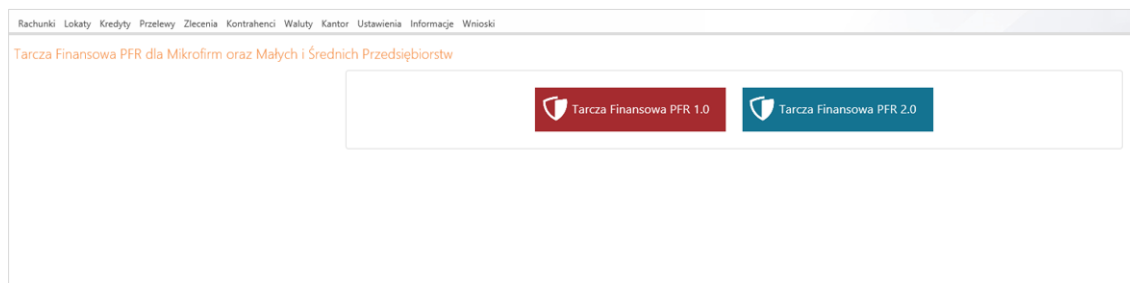 Rachunki Lokaty Kredyty Przelewy Zlecenia Kontrahenci Waluty Kantor Ustawienia Informacje Wnioski
Tarcza Finansowa PFR dla Mikrofirm oraz Małych i Średnich Przedsiębiorstw
Tarcza Finansowa PFR 1.0 Tarcza Finansowa PFR 2.0